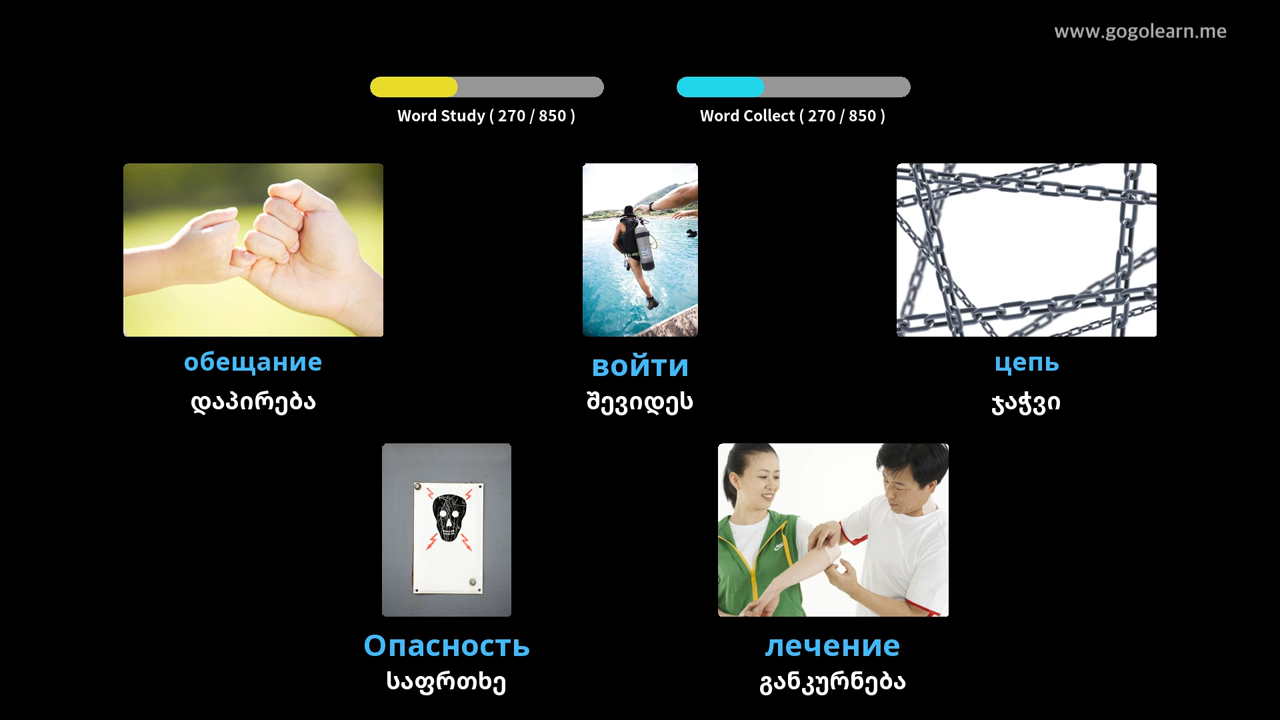 www.gogolearn.me
Word Study ( 270 / 850 )
Word Collect ( 270 / 850 )
обещание
დაპირება
войти
შევიდეს
цепь
ჯაჭვი
Опасность
საფრთხე
лечение
განკურნება